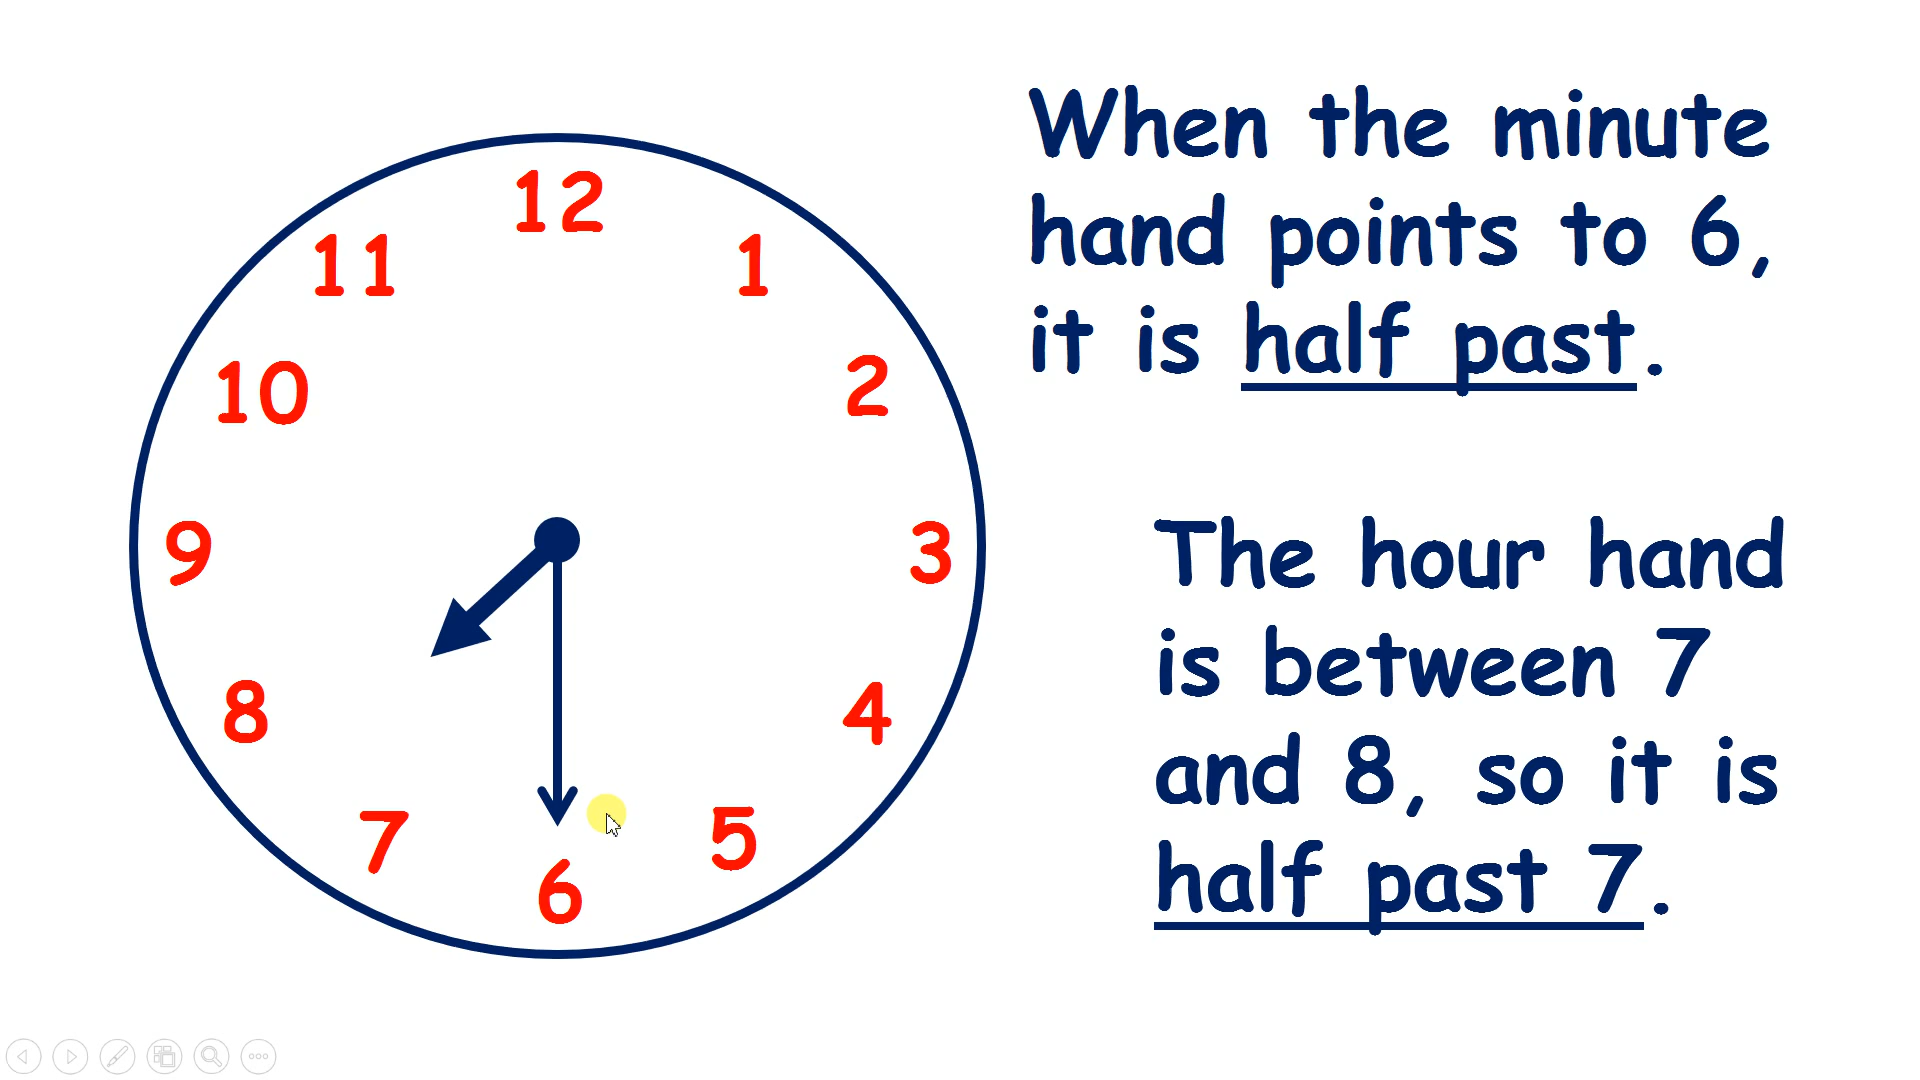 12
11
1
10
2
9
3
8
4
7
5
6
When the minute
hand points to 6,
it is half past.
The hour hand
is between 7
and 8, so it is
half past 7.